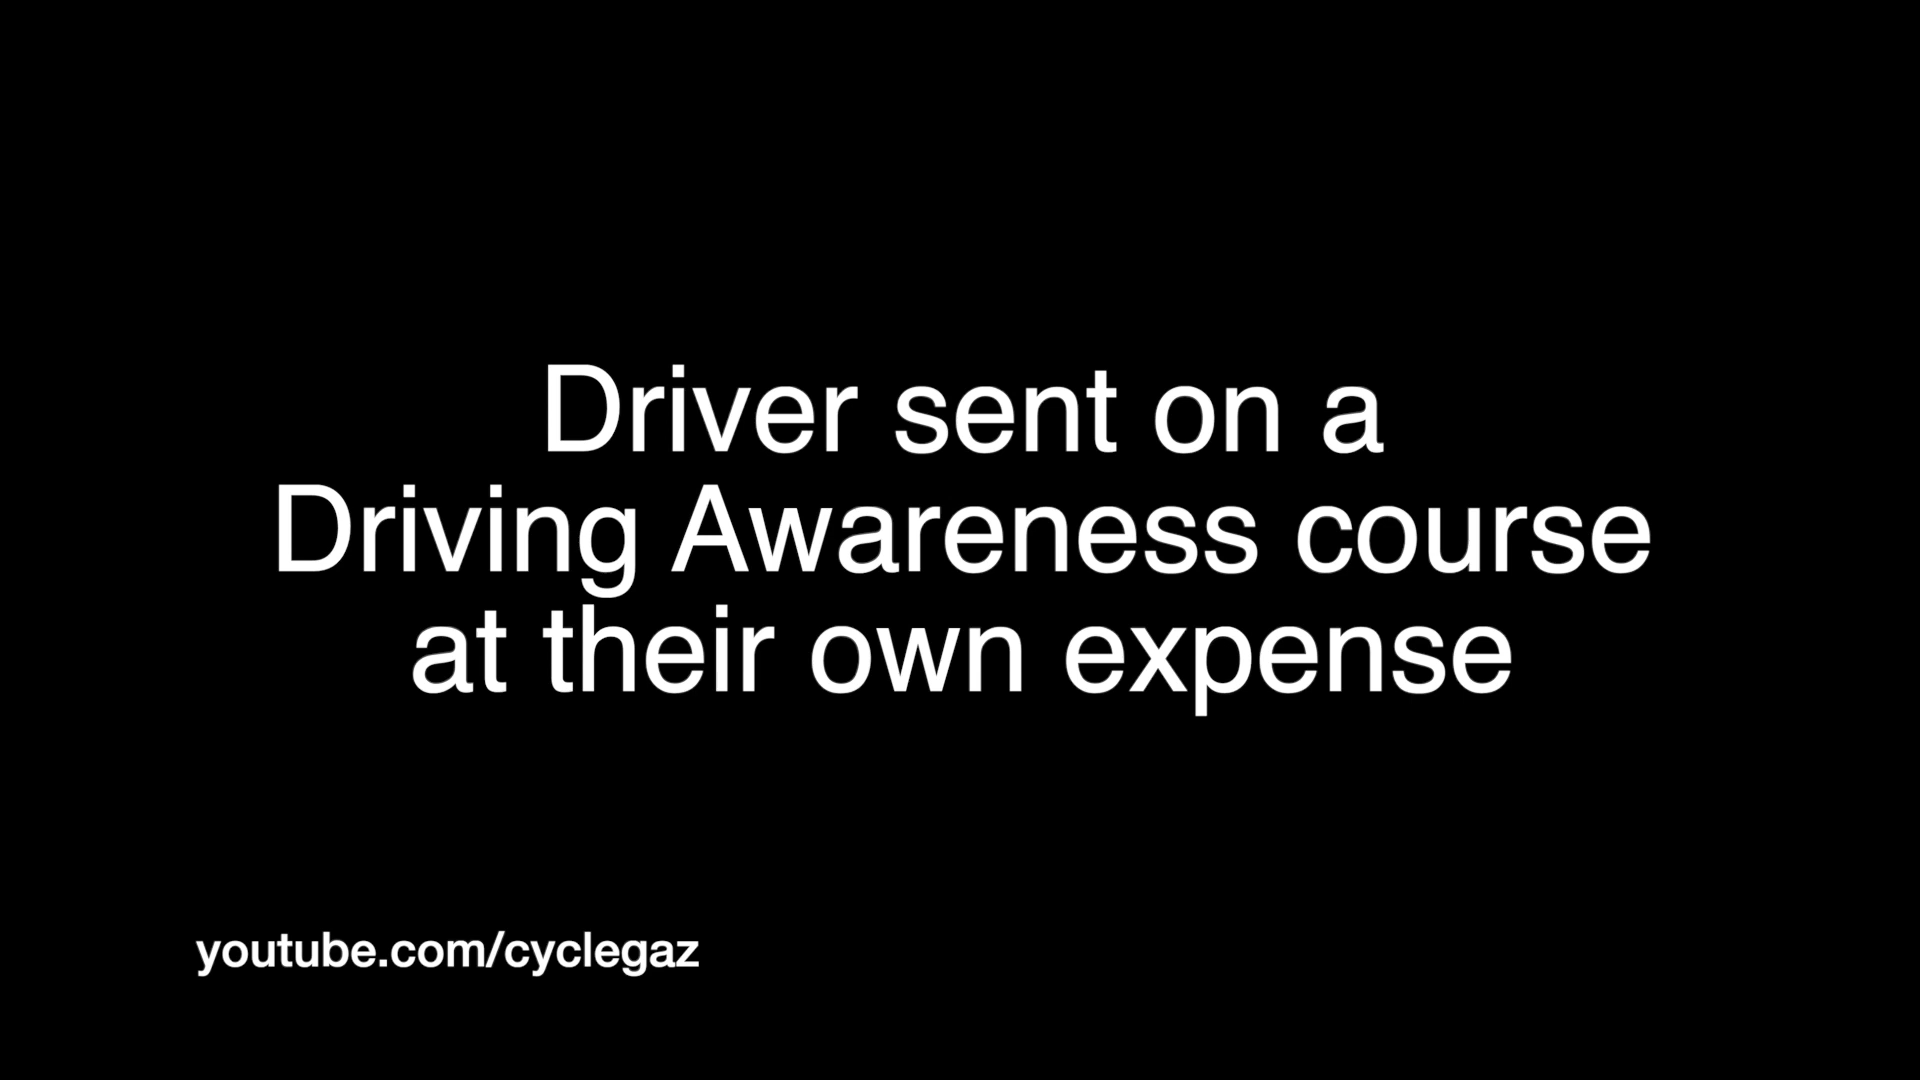 Driver sent on a
Driving Awareness course
at their own expense
youtube.com/cyclegaz